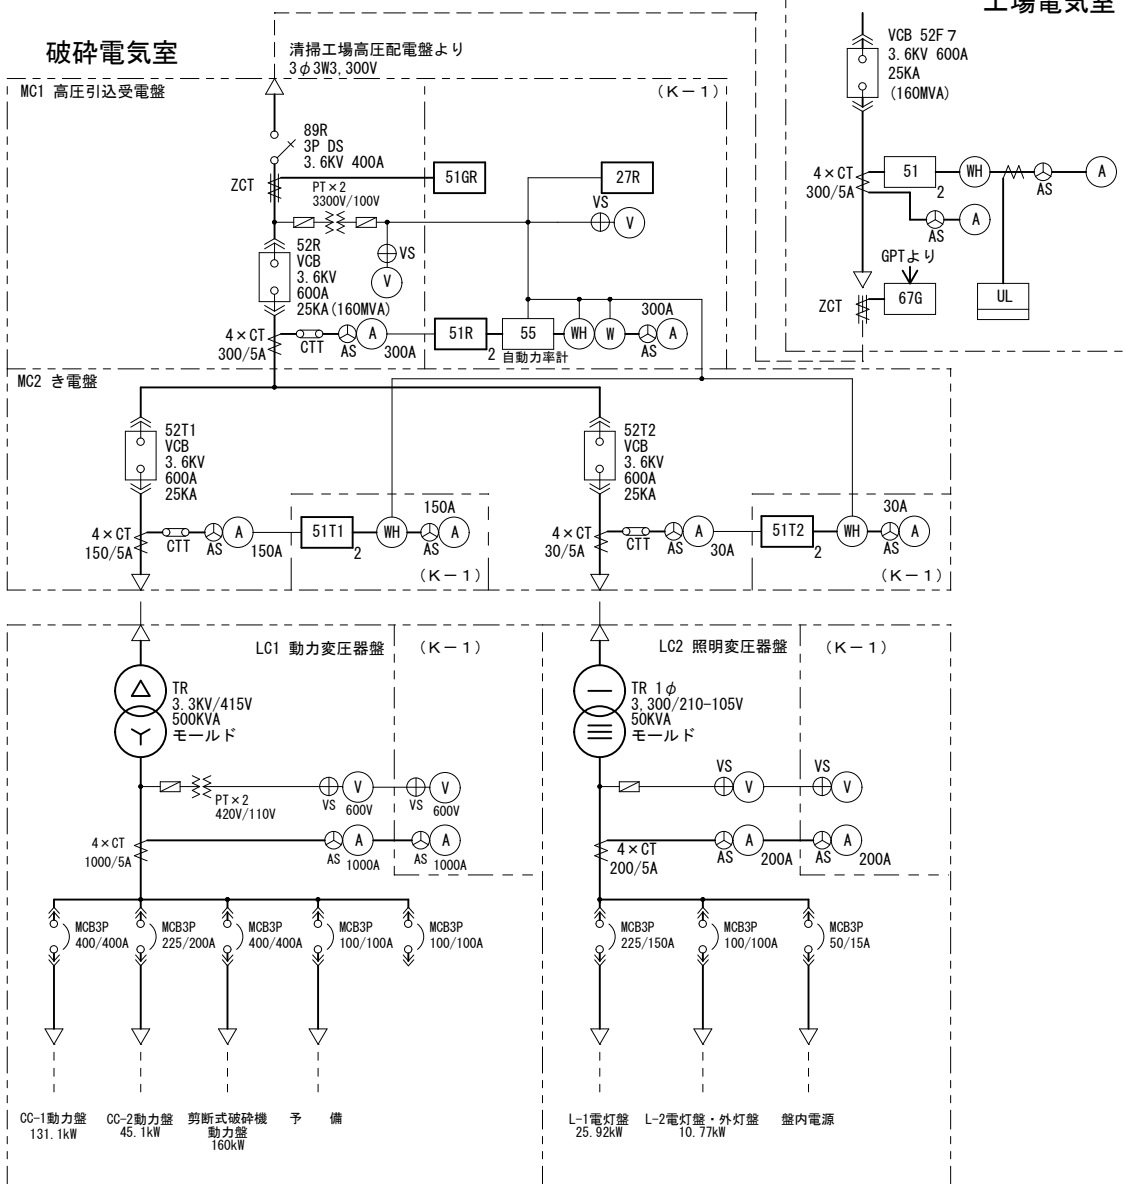 工場電気室
破砕電気室
清掃工場高圧配電盤より
3φ3W3,300V
VCB 52F7
3.6KV 600A
25KA
(160MVA)
MC1 高圧引込受電盤
(K-1)
89R
3P DS
3.6KV 400A
ZCT
51GR
27R
PT×2
3300V/100V
VS
V
VS
V
52R
VCB
3.6KV
600A
25KA(160MVA)
4×CT
300/5A
CTT
AS
A
300A
51R
2
55
自動力率計
WH
W
300A
AS
A
4×CT
300/5A
51
2
WH
AS
A
AS
A
GPTより
ZCT
67G
UL
MC2 き電盤
52T1
VCB
3.6KV
600A
25KA
52T2
VCB
3.6KV
600A
25KA
4×CT
150/5A
CTT
AS
A
150A
51T1
2
WH
150A
AS
A
(K-1)
4×CT
30/5A
CTT
AS
A
30A
51T2
2
WH
30A
AS
A
(K-1)
LC1 動力変圧器盤
(K-1)
LC2 照明変圧器盤
(K-1)
TR
3.3KV/415V
500KVA
モールド
TR 1φ
3,300/210-105V
50KVA
モールド
PT×2
420V/110V
VS
V
600V
VS
V
600V
VS
V
VS
V
4×CT
1000/5A
AS
A
1000A
AS
A
1000A
4×CT
200/5A
AS
A
200A
AS
A
200A
MCB3P
400/400A
MCB3P
225/200A
MCB3P
400/400A
MCB3P
100/100A
MCB3P
100/100A
MCB3P
225/150A
MCB3P
100/100A
MCB3P
50/15A
CC-1動力盤
131.1kW
CC-2動力盤
45.1kW
剪断式破砕機
動力盤
160kW
予 備
L-1電灯盤
25.92kW
L-2電灯盤・外灯盤
10.77kW
盤内電源